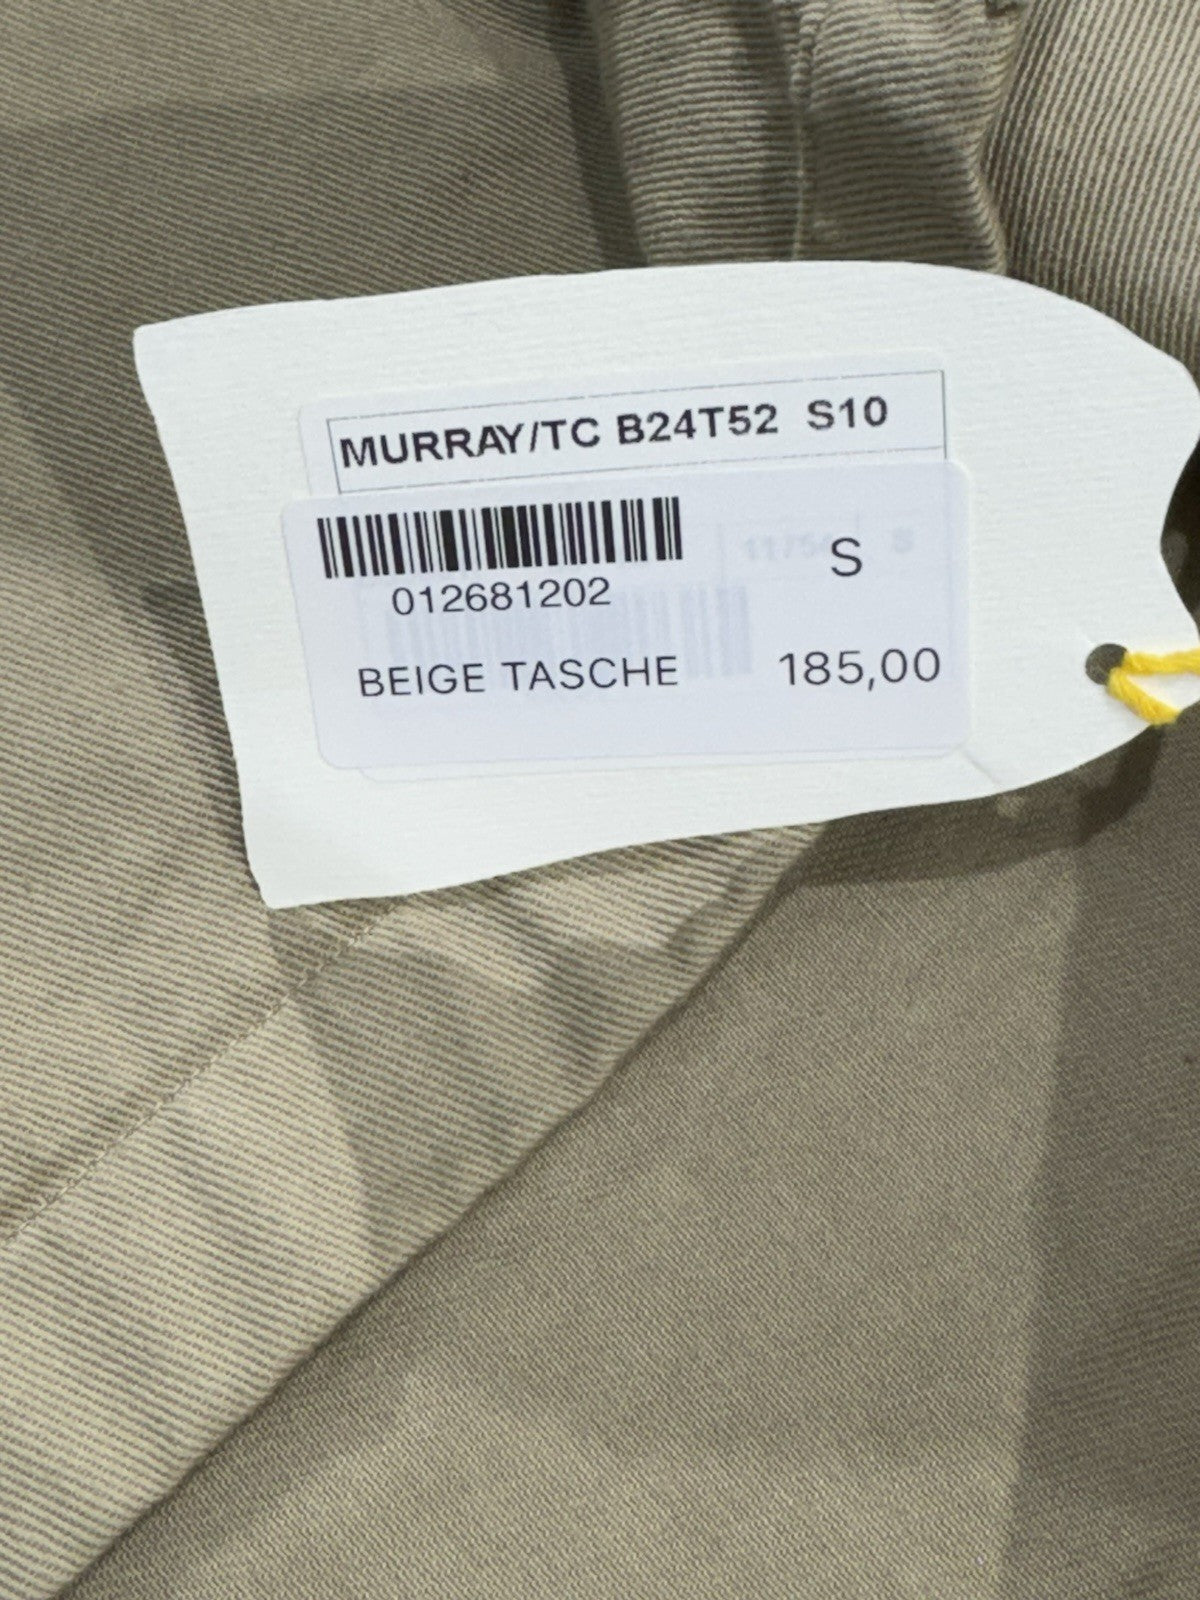 MURRAY/TC B24T52 S10
S
012681202
BEIGE TASCHE 185,00